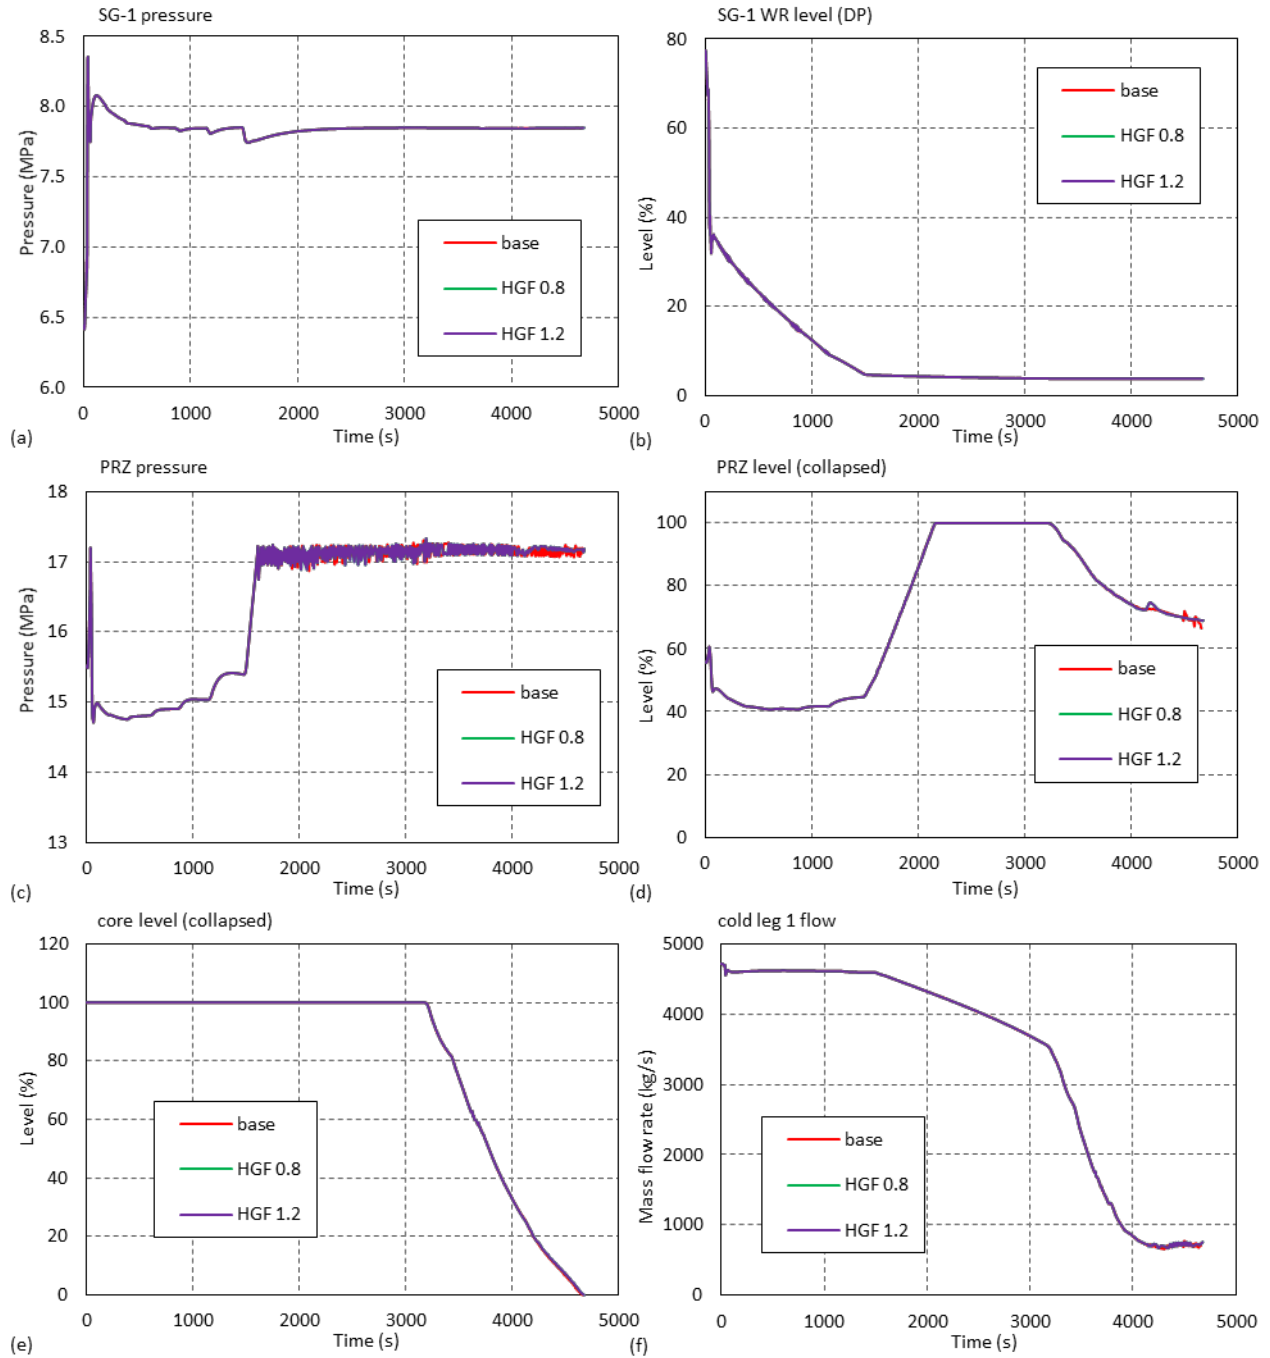 SG-1 pressure
8.5
8.0
7.5
7.0
6.5
6.0
Pressure (MPa)
base
HGF 0.8
HGF 1.2
0 1000 2000 3000 4000 5000
Time (s)
(a)
SG-1 WR level (DP)
80
60
40
20
0
Level (%)
base
HGF 0.8
HGF 1.2
0 1000 2000 3000 4000 5000
Time (s)
(b)
PRZ pressure
18
17
16
15
14
13
Pressure (MPa)
base
HGF 0.8
HGF 1.2
0 1000 2000 3000 4000 5000
Time (s)
(c)
PRZ level (collapsed)
100
80
60
40
20
0
Level (%)
base
HGF 0.8
HGF 1.2
0 1000 2000 3000 4000 5000
Time (s)
(d)
core level (collapsed)
120
100
80
60
40
20
0
Level (%)
base
HGF 0.8
HGF 1.2
0 1000 2000 3000 4000 5000
Time (s)
(e)
cold leg 1 flow
5000
4000
3000
2000
1000
0
Mass flow rate (kg/s)
base
HGF 0.8
HGF 1.2
0 1000 2000 3000 4000 5000
Time (s)
(f)